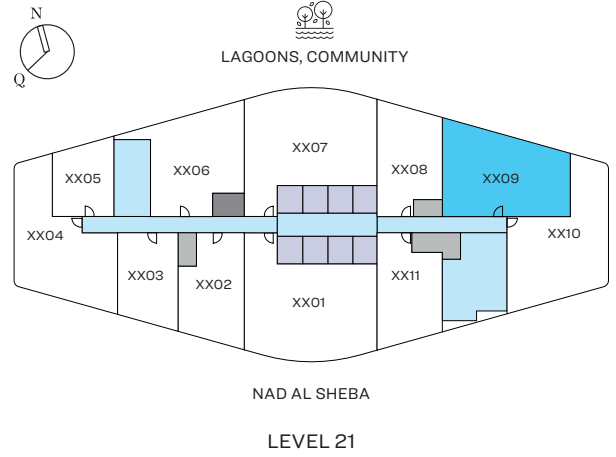 N
Q
LAGOONS, COMMUNITY
XX07
XX06
XX08
XX05
XX09
XX04
XX10
XX03
XX02
XX01
XX11
NAD AL SHEBA
LEVEL 21